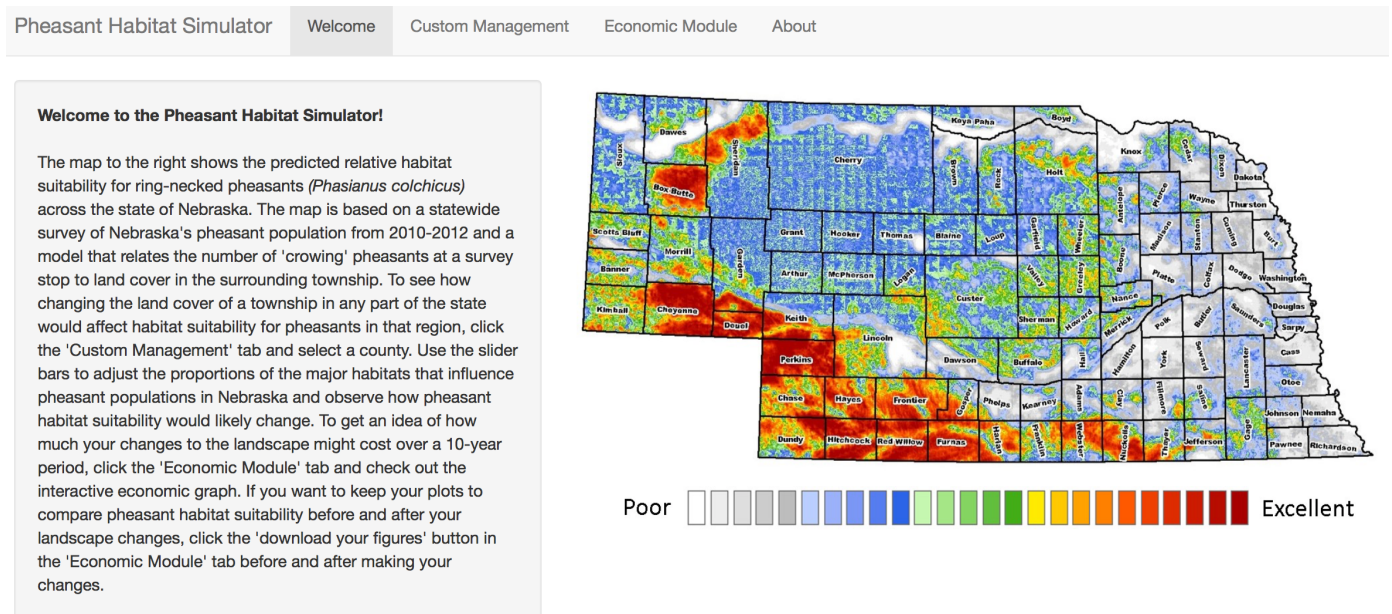 Pheasant Habitat Simulator Welcome Custom Management Economic Module About
Welcome to the Pheasant Habitat Simulator!
The map to the right shows the predicted relative habitat
suitability for ring-necked pheasants (Phasianus colchicus)
across the state of Nebraska. The map is based on a statewide
survey of Nebraska's pheasant population from 2010-2012 and a
model that relates the number of 'crowing' pheasants at a survey
stop to land cover in the surrounding township. To see how
changing the land cover of a township in any part of the state
would affect habitat suitability for pheasants in that region, click
the 'Custom Management' tab and select a county. Use the slider
bars to adjust the proportions of the major habitats that influence
pheasant populations in Nebraska and observe how pheasant
habitat suitability would likely change. To get an idea of how
much your changes to the landscape might cost over a 10-year
period, click the 'Economic Module' tab and check out the
interactive economic graph. If you want to keep your plots to
compare pheasant habitat suitability before and after your
landscape changes, click the 'download your figures' button in
the 'Economic Module' tab before and after making your
changes.
Sioux
Dawes
Sheridan
Box Butte
Cherry
Keya Paha
Boyd
Brown
Rock
Holt
Knox
Cedar
Dixon
Dakota
Antelope
Pierce
Wayne
Thurston
Scotts Bluff
Banner
Kimball
Morrill
Garden
Cheyenne
Deuel
Grant
Hooker
Thomas
Blaine
Loup
Garfield
Wheeler
Boone
Madison
Stanton
Cuming
Burt
Arthur
McPherson
Logan
Custer
Valley
Greeley
Nance
Platte
Colfax
Dodge
Washington
Keith
Lincoln
Sherman
Howard
Merrick
Polk
Butler
Saunders
Douglas
Sarpy
Perkins
Dawson
Buffalo
Hall
Hamilton
York
Seward
Lancaster
Cass
Otoe
Chase
Hayes
Frontier
Gosper
Phelps
Kearney
Adams
Clay
Fillmore
Saline
Johnson
Nemaha
Dundy
Hitchcock
Red Willow
Furnas
Harlan
Franklin
Webster
Nuckolls
Thayer
Jefferson
Gage
Pawnee
Richardson
Poor
Excellent